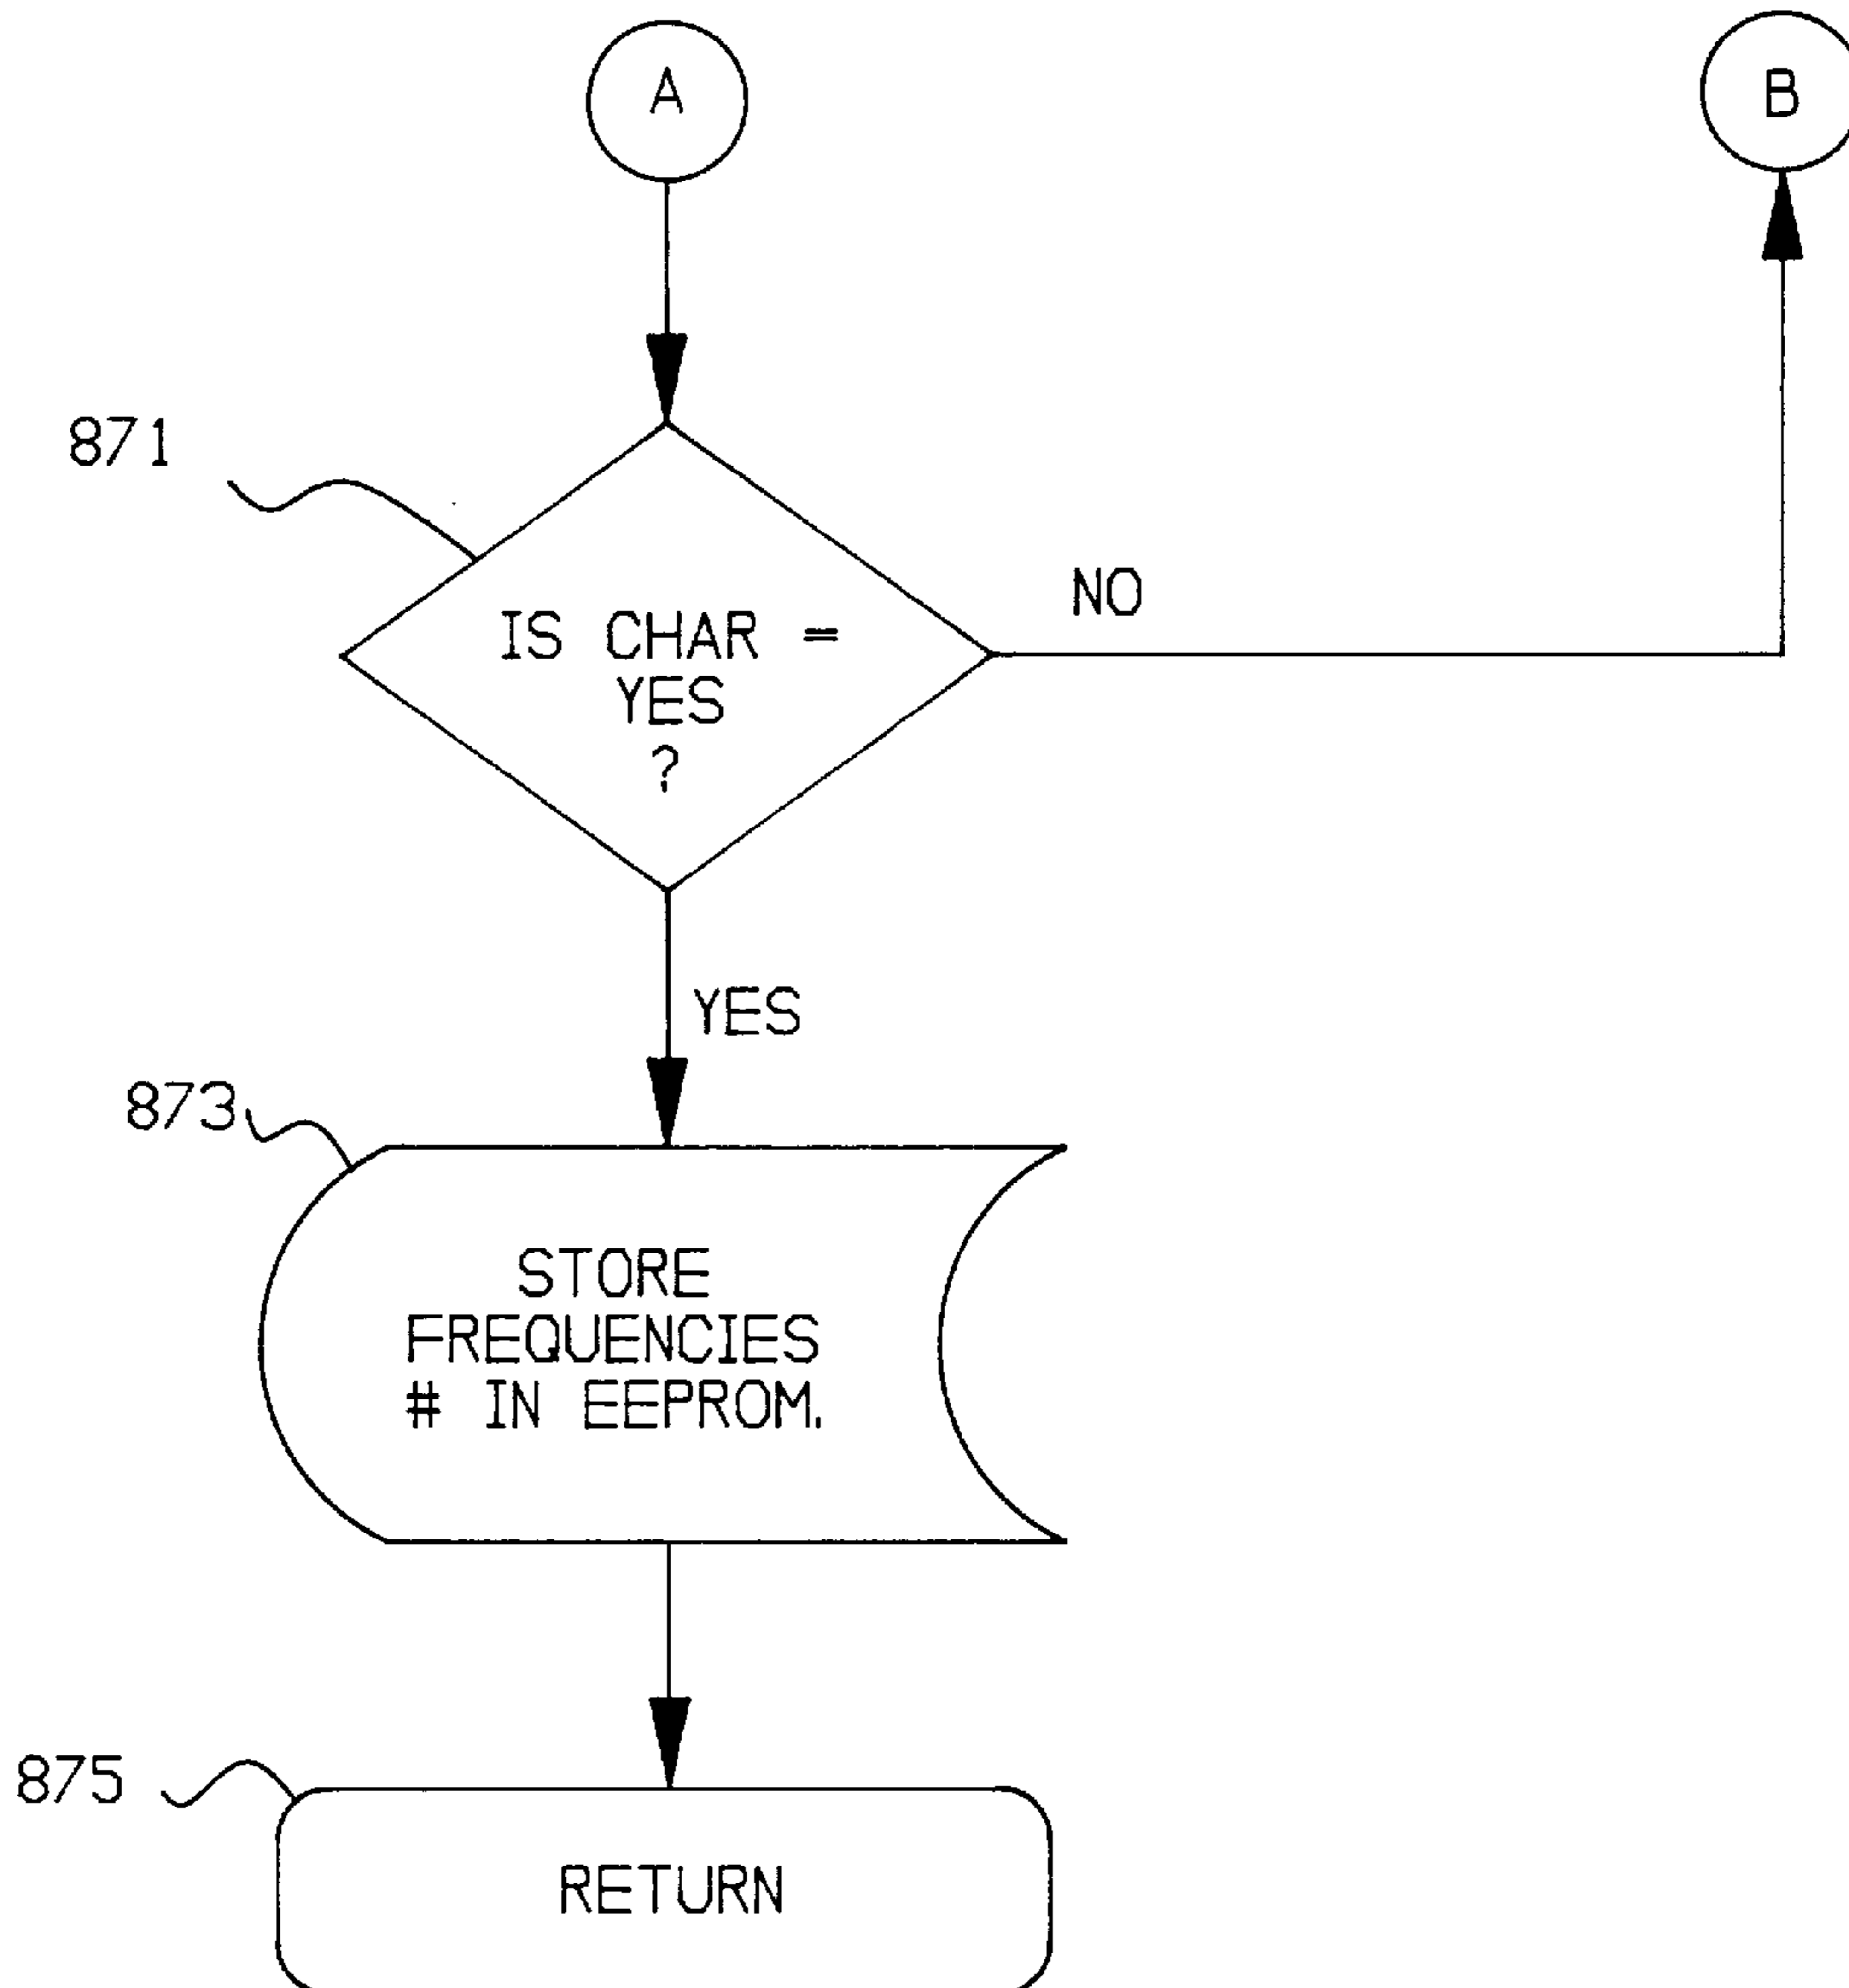 A
B
871
IS CHAR =
YES
?
NO
YES
873
STORE
FREQUENCIES
# IN EEPROM.
875
RETURN